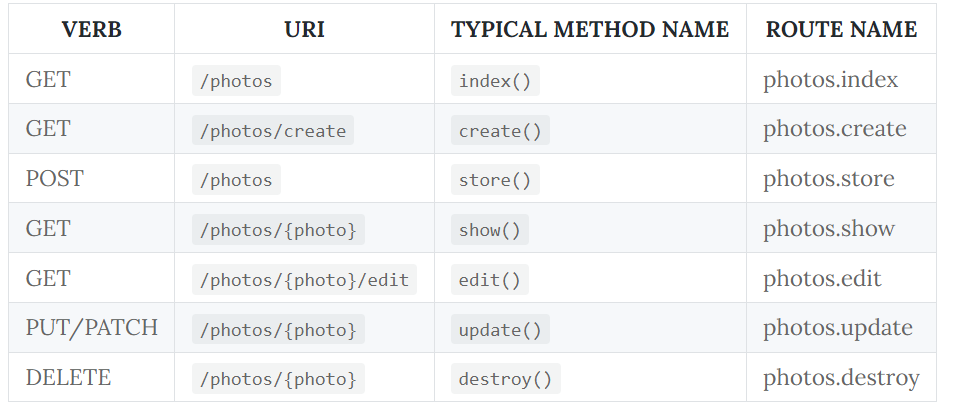 VERB URI TYPICAL METHOD NAME ROUTE NAME
GET /photos index() photos.index
GET /photos/create create() photos.create
POST /photos store() photos.store
GET /photos/{photo} show() photos.show
GET /photos/{photo}/edit edit() photos.edit
PUT/PATCH /photos/{photo} update() photos.update
DELETE /photos/{photo} destroy() photos.destroy